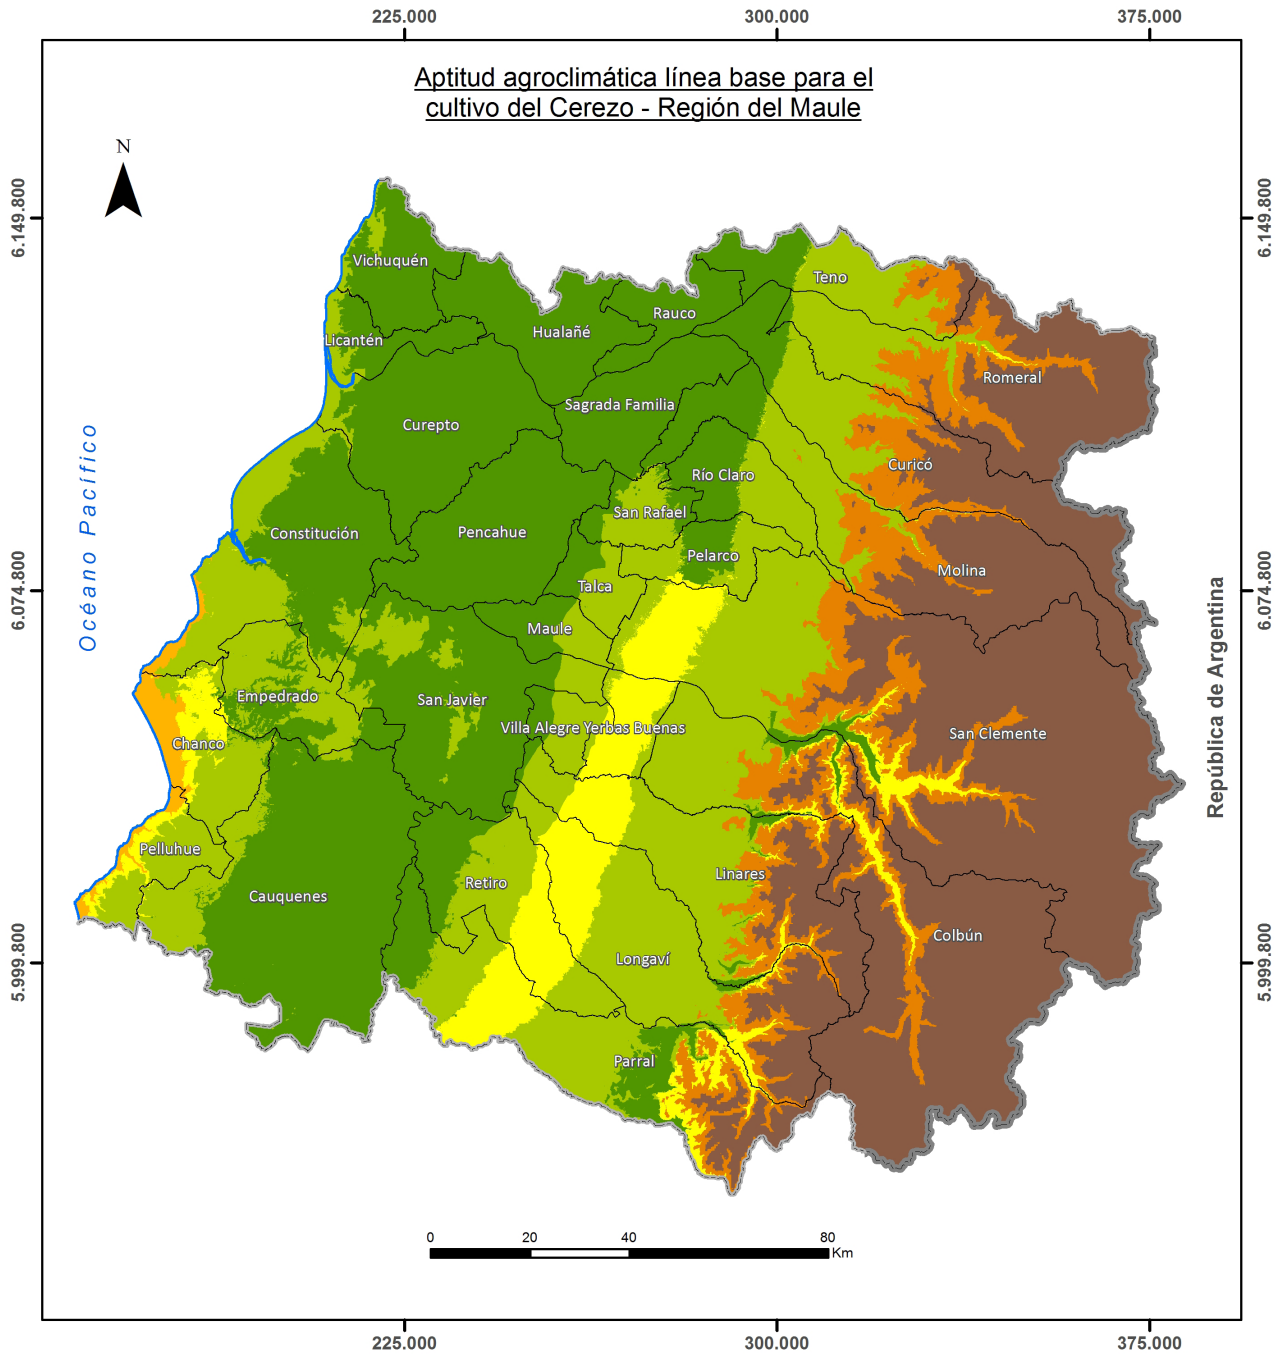 225.000
300.000
375.000
Aptitud agroclimática línea base para el
cultivo del Cerezo - Región del Maule
N
6.149.800
6.149.800
Vichuquén
Teno
Rauco
Hualañé
Licantén
Romeral
Sagrada Familia
Curepto
Curicó
Río Claro
San Rafael
Constitución
Pencahue
Pelarco
Molina
Océano Pacífico
6.074.800
6.074.800
Talca
Maule
República de Argentina
Empedrado
San Javier
Villa Alegre
Yerbas Buenas
San Clemente
Chanco
Pelluhue
Linares
Retiro
Cauquenes
Colbún
Longaví
5.999.800
5.999.800
Parral
0
20
40
80
Km
225.000
300.000
375.000